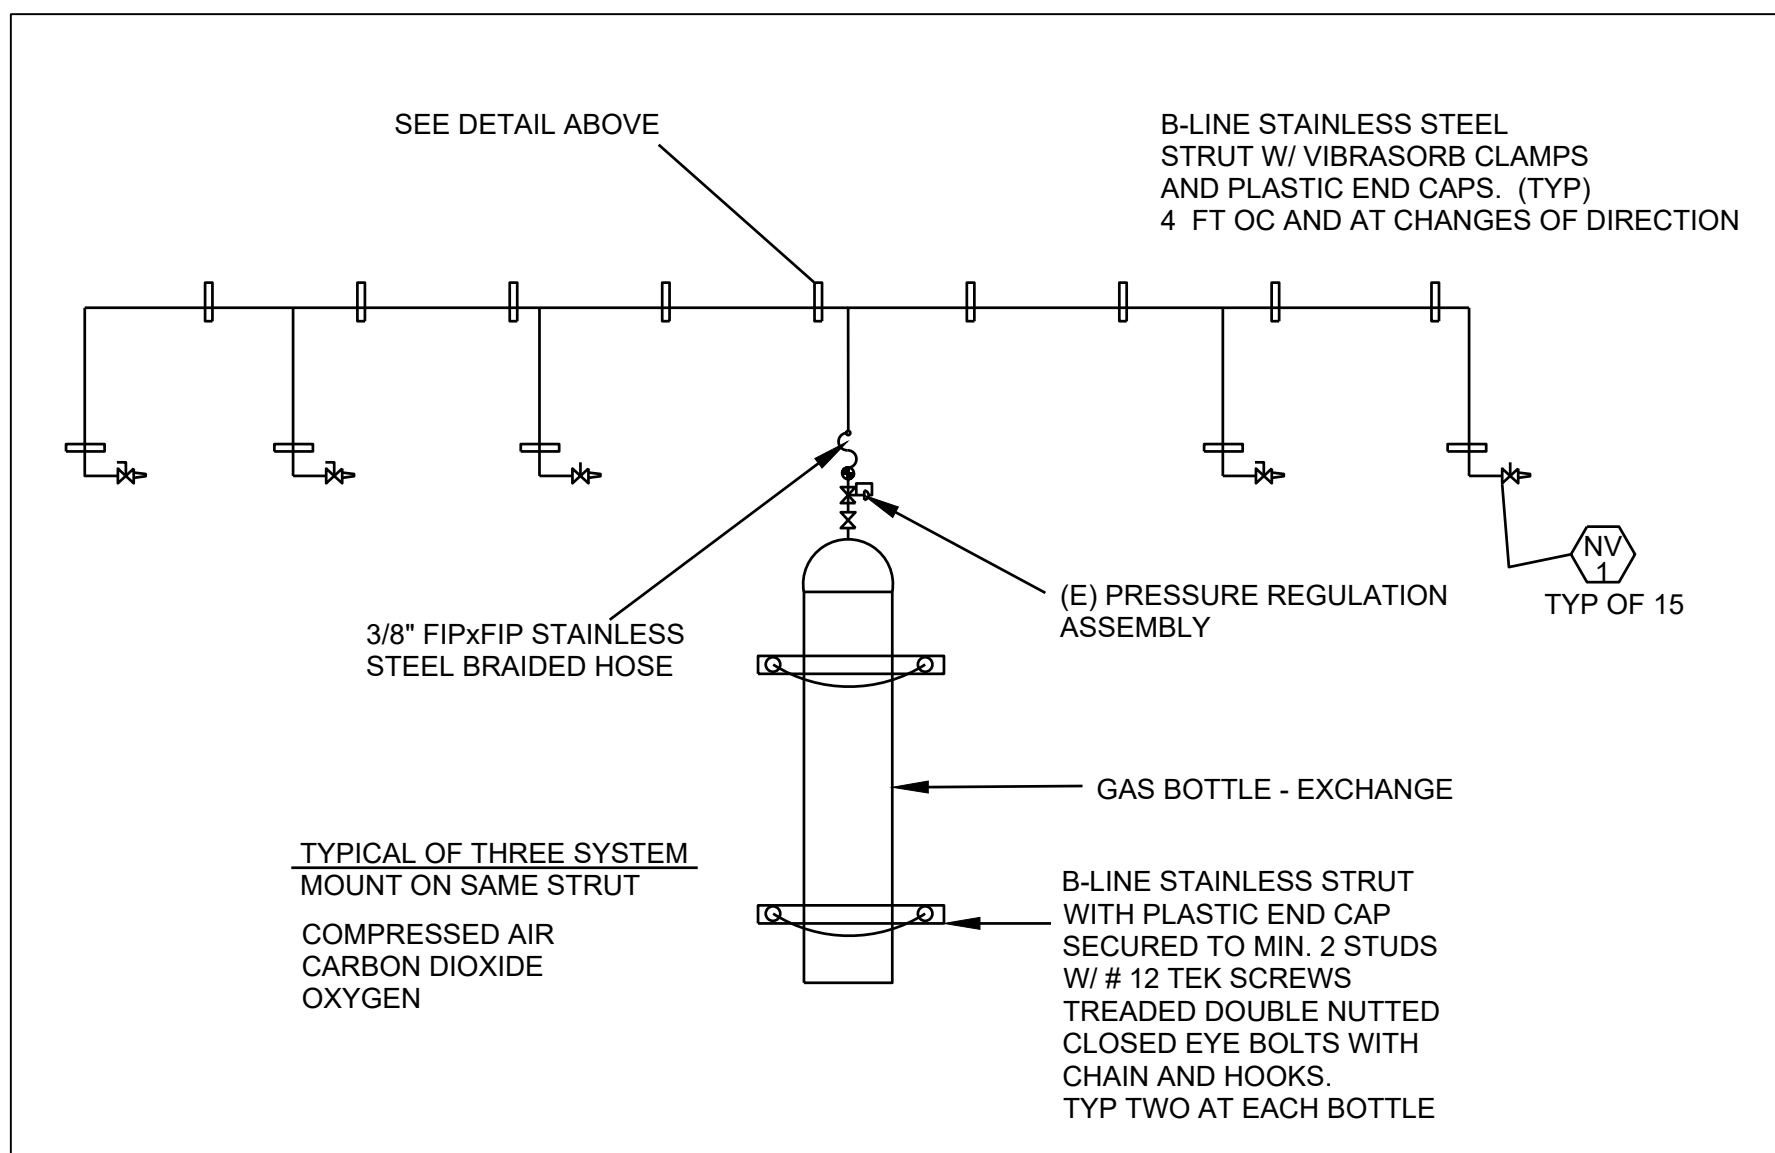 SEE DETAIL ABOVE
B-LINE STAINLESS STEEL
STRUT W/ VIBRASORB CLAMPS
AND PLASTIC END CAPS. (TYP)
4 FT OC AND AT CHANGES OF DIRECTION
NV
1
TYP OF 15
(E) PRESSURE REGULATION
ASSEMBLY
3/8" FIPxFIP STAINLESS
STEEL BRAIDED HOSE
GAS BOTTLE - EXCHANGE
TYPICAL OF THREE SYSTEM
MOUNT ON SAME STRUT
COMPRESSED AIR
CARBON DIOXIDE
OXYGEN
B-LINE STAINLESS STRUT
WITH PLASTIC END CAP
SECURED TO MIN. 2 STUDS
W/ # 12 TEK SCREWS
TREADED DOUBLE NUTTED
CLOSED EYE BOLTS WITH
CHAIN AND HOOKS.
TYP TWO AT EACH BOTTLE